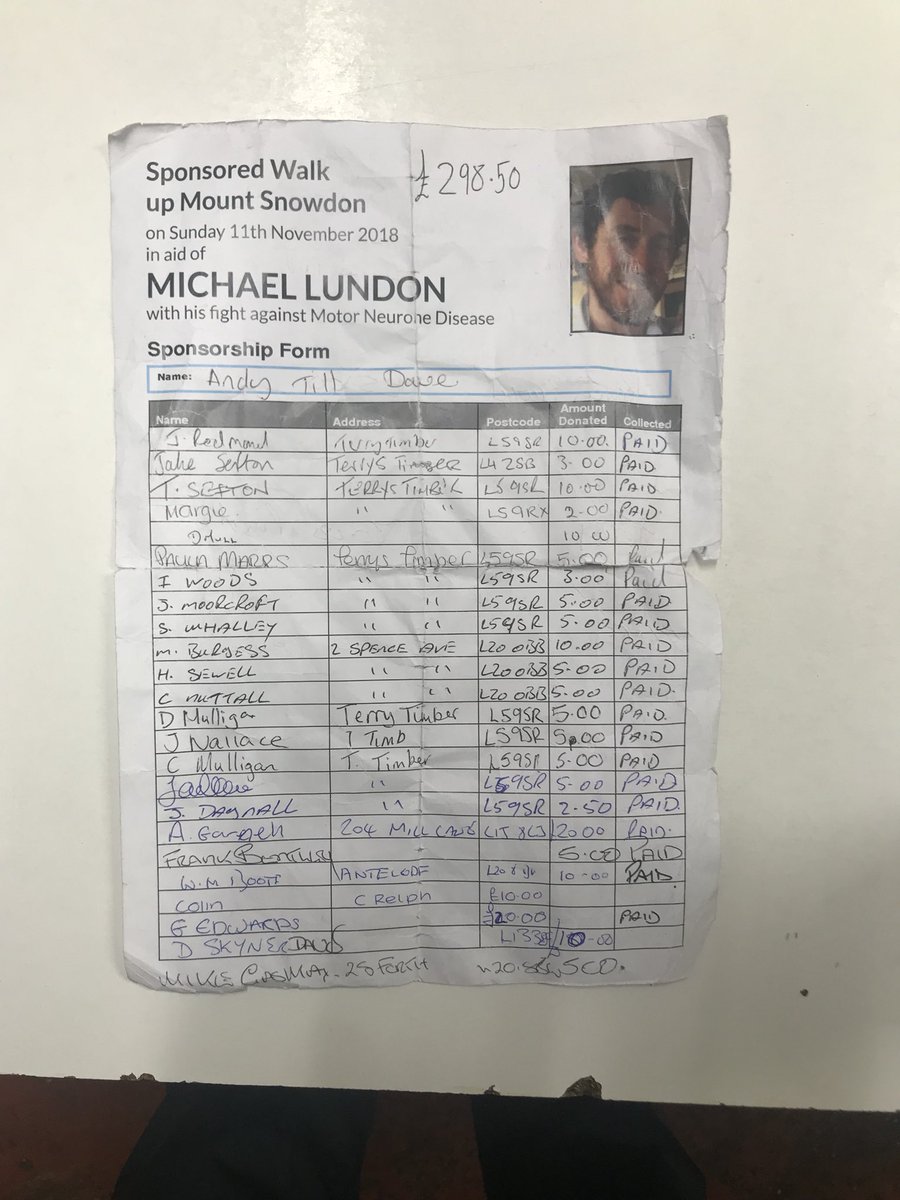 Sponsored Walk £298.50
up Mount Snowdon
on Sunday 11th November 2018
in aid of
MICHAEL LUNDON
with his fight against Motor Neurone Disease
Sponsorship Form
Name: Andy Till Dave
Name Address Postcode Amount Donated Collected
J. Redmond Timber L59SR 10.00. PAID
Jake Sefton Terrys Timber L42SB 3.00 PAID
T. SEFTON TERRYS TIMBER L59SR 10.00 PAID
Margie. " " L59RX 2.00 PAID.
10 00
Terrys Timber L59SR 5.00 Paid
I WOODS " " L59SR 3.00 Paid
J. MOORCROFT " " L59SR 5.00 PAID.
S. WHALLEY " " L59SR 5.00 PAID
M. BURGESS 2 SPENCE AVE L20 0BB 10.00 PAID
H. SEWELL " " L20 0BB 5.00 PAID
C NUTTALL " " L20 0BB 5.00 PAID.
D Mulligan Terry Timber L59SR 5.00 PAID.
J Wallace T Timb L59SR 5.00 PAID
C Mulligan T. Timber L59SR 5.00 PAID
" L59SR 5.00 PAID
J. DAGNALL " L59SR 2.50 PAID.
A. 204 MILL 20.00 PAID.
FRANK 5.00 PAID
W.M 10-00 PAID
Colin C Relph £10.00
G EDWARDS £20.00 PAID
D SKYNER 10-00
MIKE